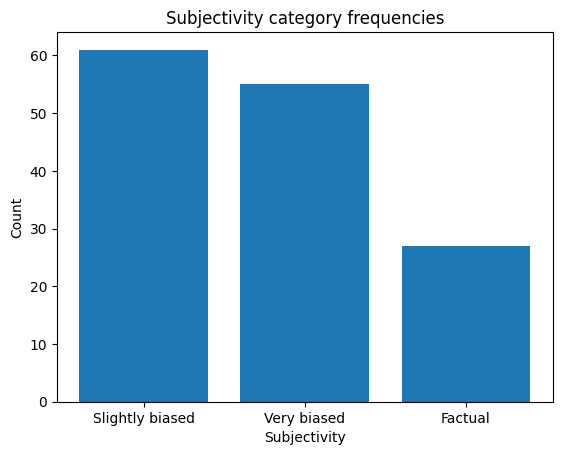 Subjectivity category frequencies
60
50
40
30
20
10
0
Count
Slightly biased Very biased Factual
Subjectivity